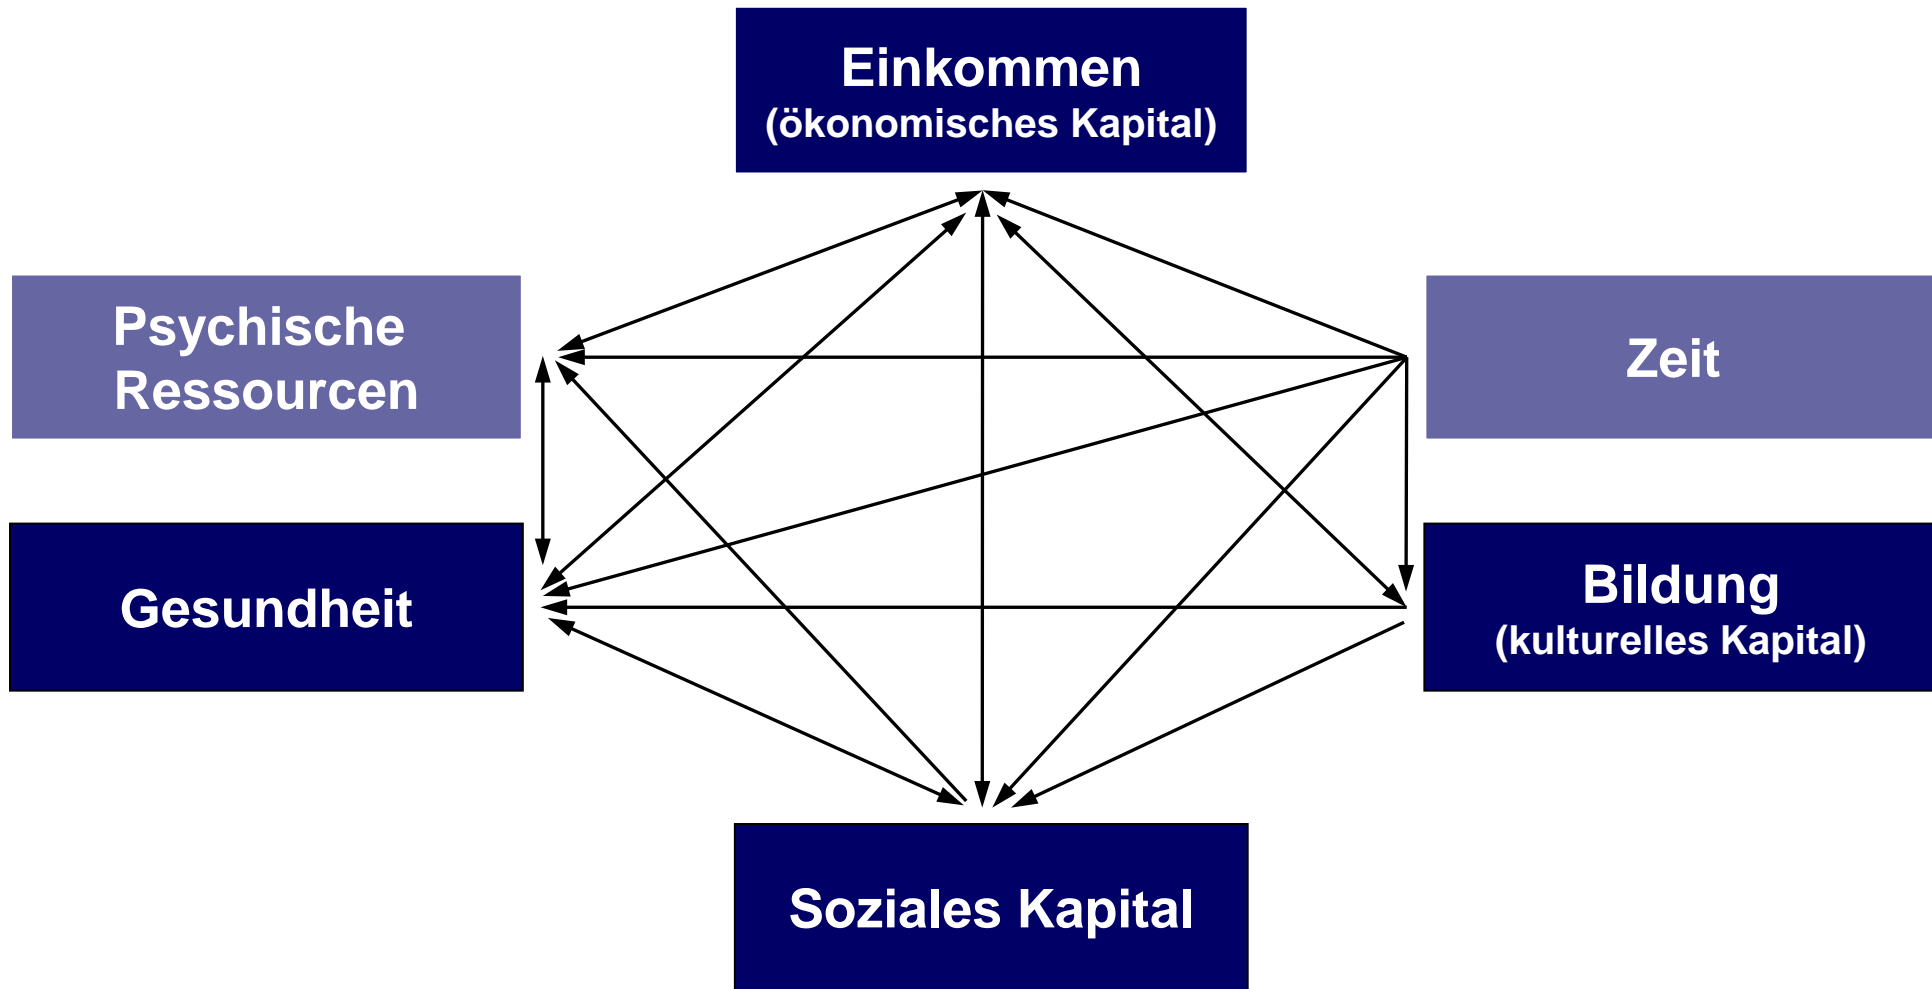 Einkommen
(ökonomisches Kapital)
Psychische
Ressourcen
Zeit
Gesundheit
Bildung
(kulturelles Kapital)
Soziales Kapital